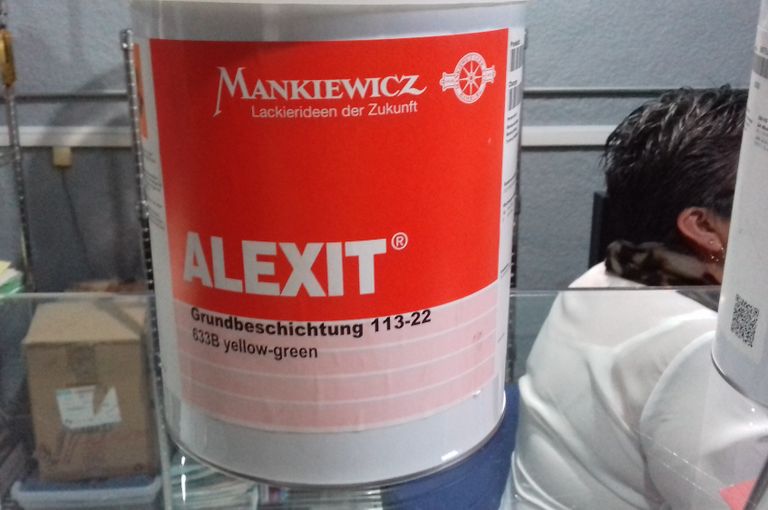 MANKIEWICZ
Lackierideen der Zukunft
ALEXIT®
Grundbeschichtung 113-22
633B yellow-green